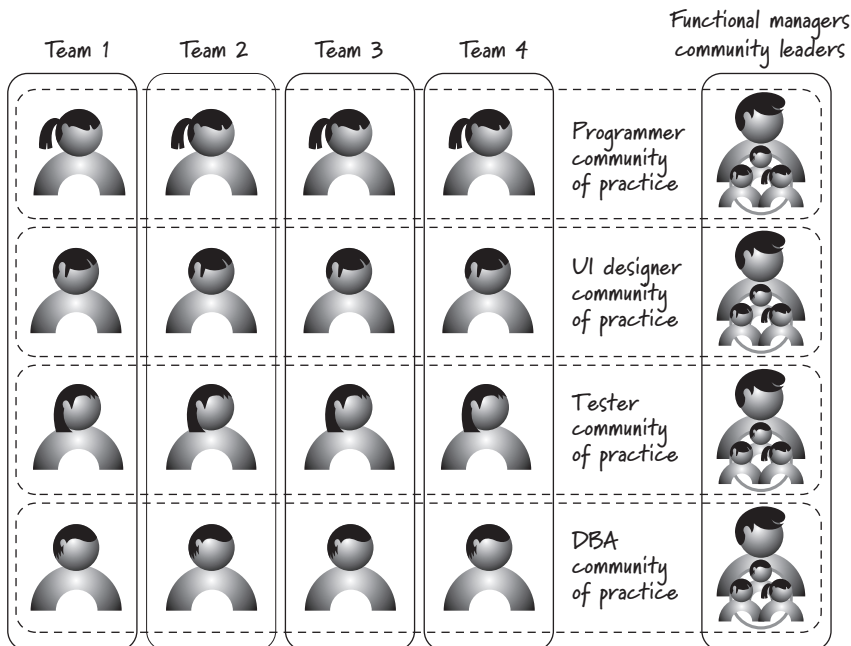 Team 1
Team 2
Team 3
Team 4
Functional managers
community leaders
Programmer
community
of practice
UI designer
community
of practice
Tester
community
of practice
DBA
community
of practice